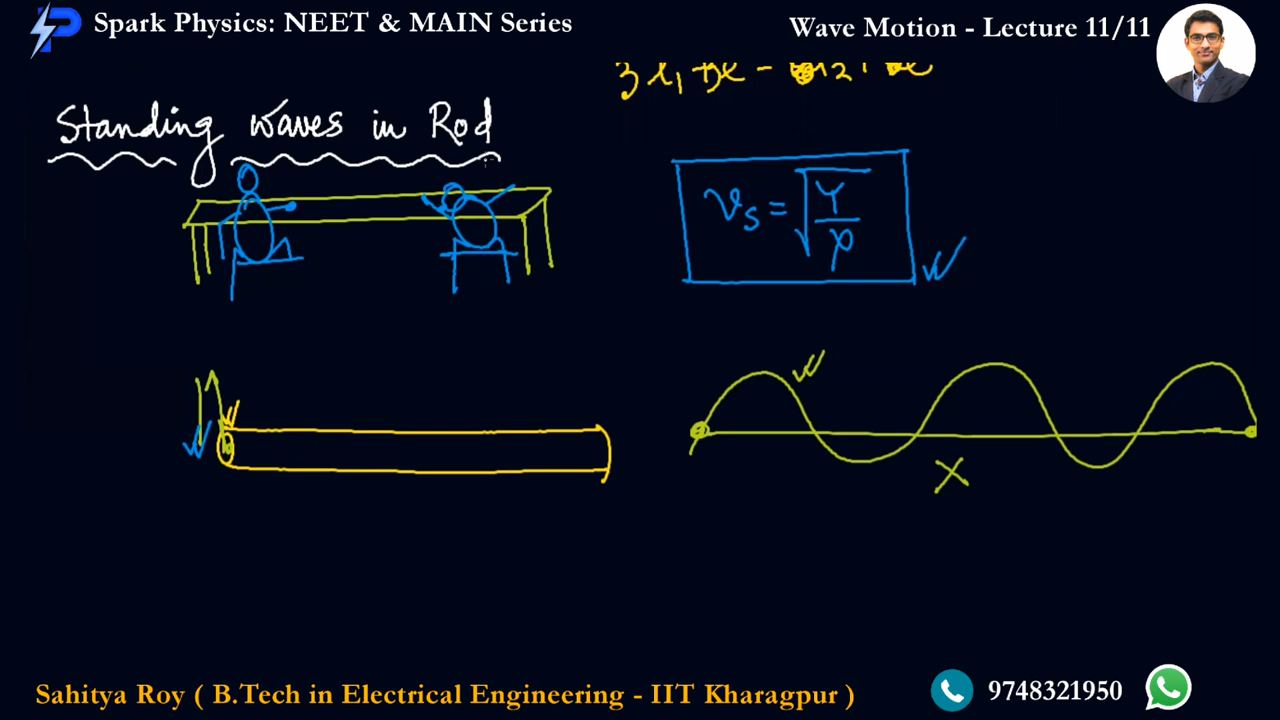 Spark Physics: NEET & MAIN Series
Wave Motion - Lecture 11/11
Standing waves in Rod
v_s = √(Y/ρ)
X
Sahitya Roy ( B.Tech in Electrical Engineering - IIT Kharagpur )
9748321950